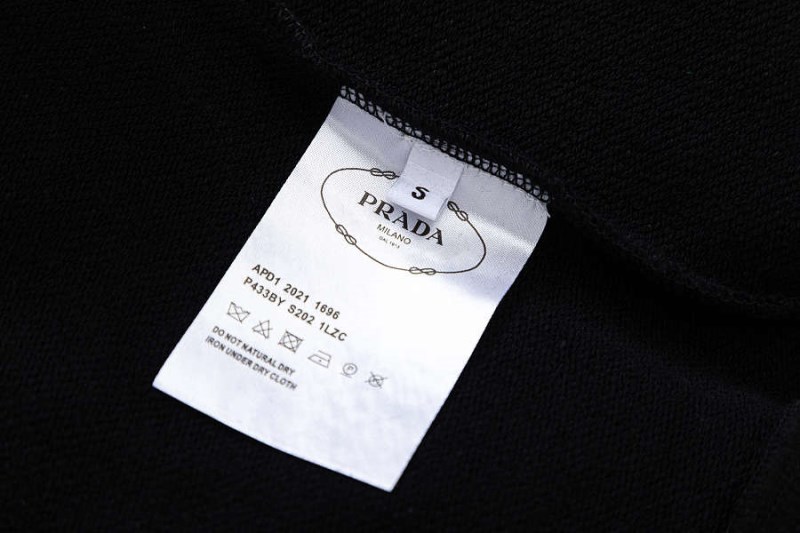 S
PRADA
MILANO
DAL 1913
APD1 2021 1696
P433BY S202 1LZC
DO NOT NATURAL DRY
IRON UNDER DRY CLOTH